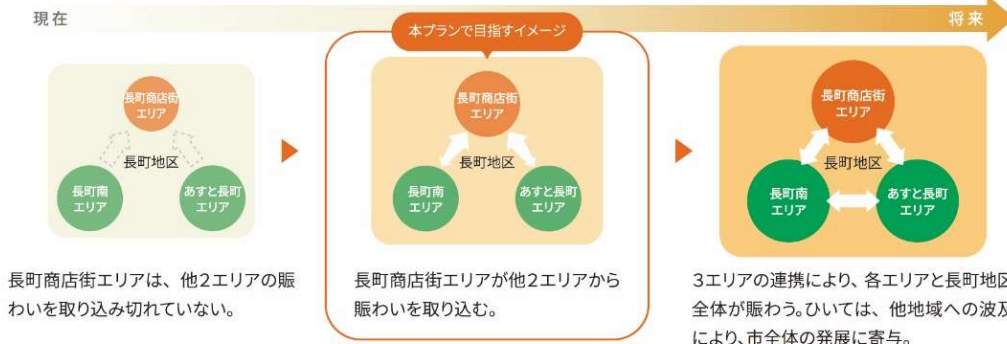 現在
将来
本プランで目指すイメージ
長町商店街
エリア
長町地区
長町南
エリア
あすと長町
エリア
長町商店街エリアは、他2エリアの賑
わいを取り込み切れていない。
長町商店街
エリア
長町地区
長町南
エリア
あすと長町
エリア
長町商店街エリアが他2エリアから
賑わいを取り込む。
長町商店街
エリア
長町地区
長町南
エリア
あすと長町
エリア
3エリアの連携により、各エリアと長町地区
全体が賑わう。ひいては、他地域への波及
により、市全体の発展に寄与。